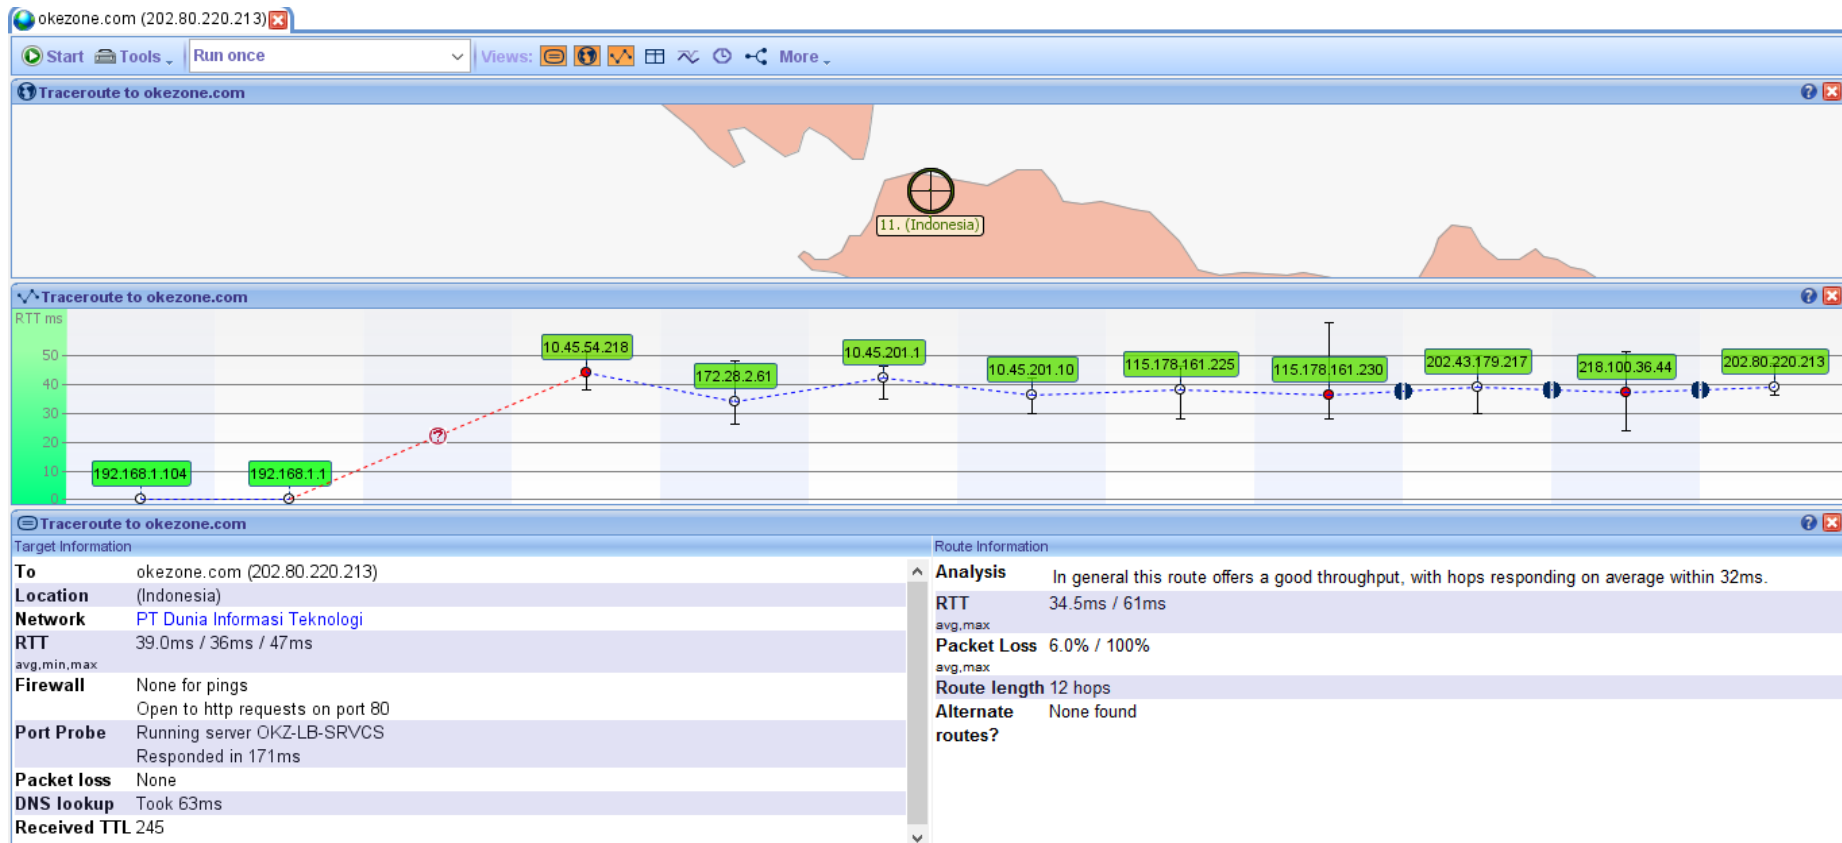 okezone.com (202.80.220.213)
Start Tools Run once Views: More
Traceroute to okezone.com
11. (Indonesia)
Traceroute to okezone.com
RTT ms
50
40
30
20
10
0
192.168.1.104
192.168.1.1
?
10.45.54.218
172.28.2.61
10.45.201.1
10.45.201.10
115.178.161.225
115.178.161.230
202.43.179.217
218.100.36.44
202.80.220.213
Traceroute to okezone.com
Target Information
To okezone.com (202.80.220.213)
Location (Indonesia)
Network PT Dunia Informasi Teknologi
RTT 39.0ms / 36ms / 47ms
avg,min,max
Firewall None for pings
Open to http requests on port 80
Port Probe Running server OKZ-LB-SRVCS
Responded in 171ms
Packet loss None
DNS lookup Took 63ms
Received TTL 245
Route Information
Analysis In general this route offers a good throughput, with hops responding on average within 32ms.
RTT 34.5ms / 61ms
avg,max
Packet Loss 6.0% / 100%
avg,max
Route length 12 hops
Alternate None found
routes?